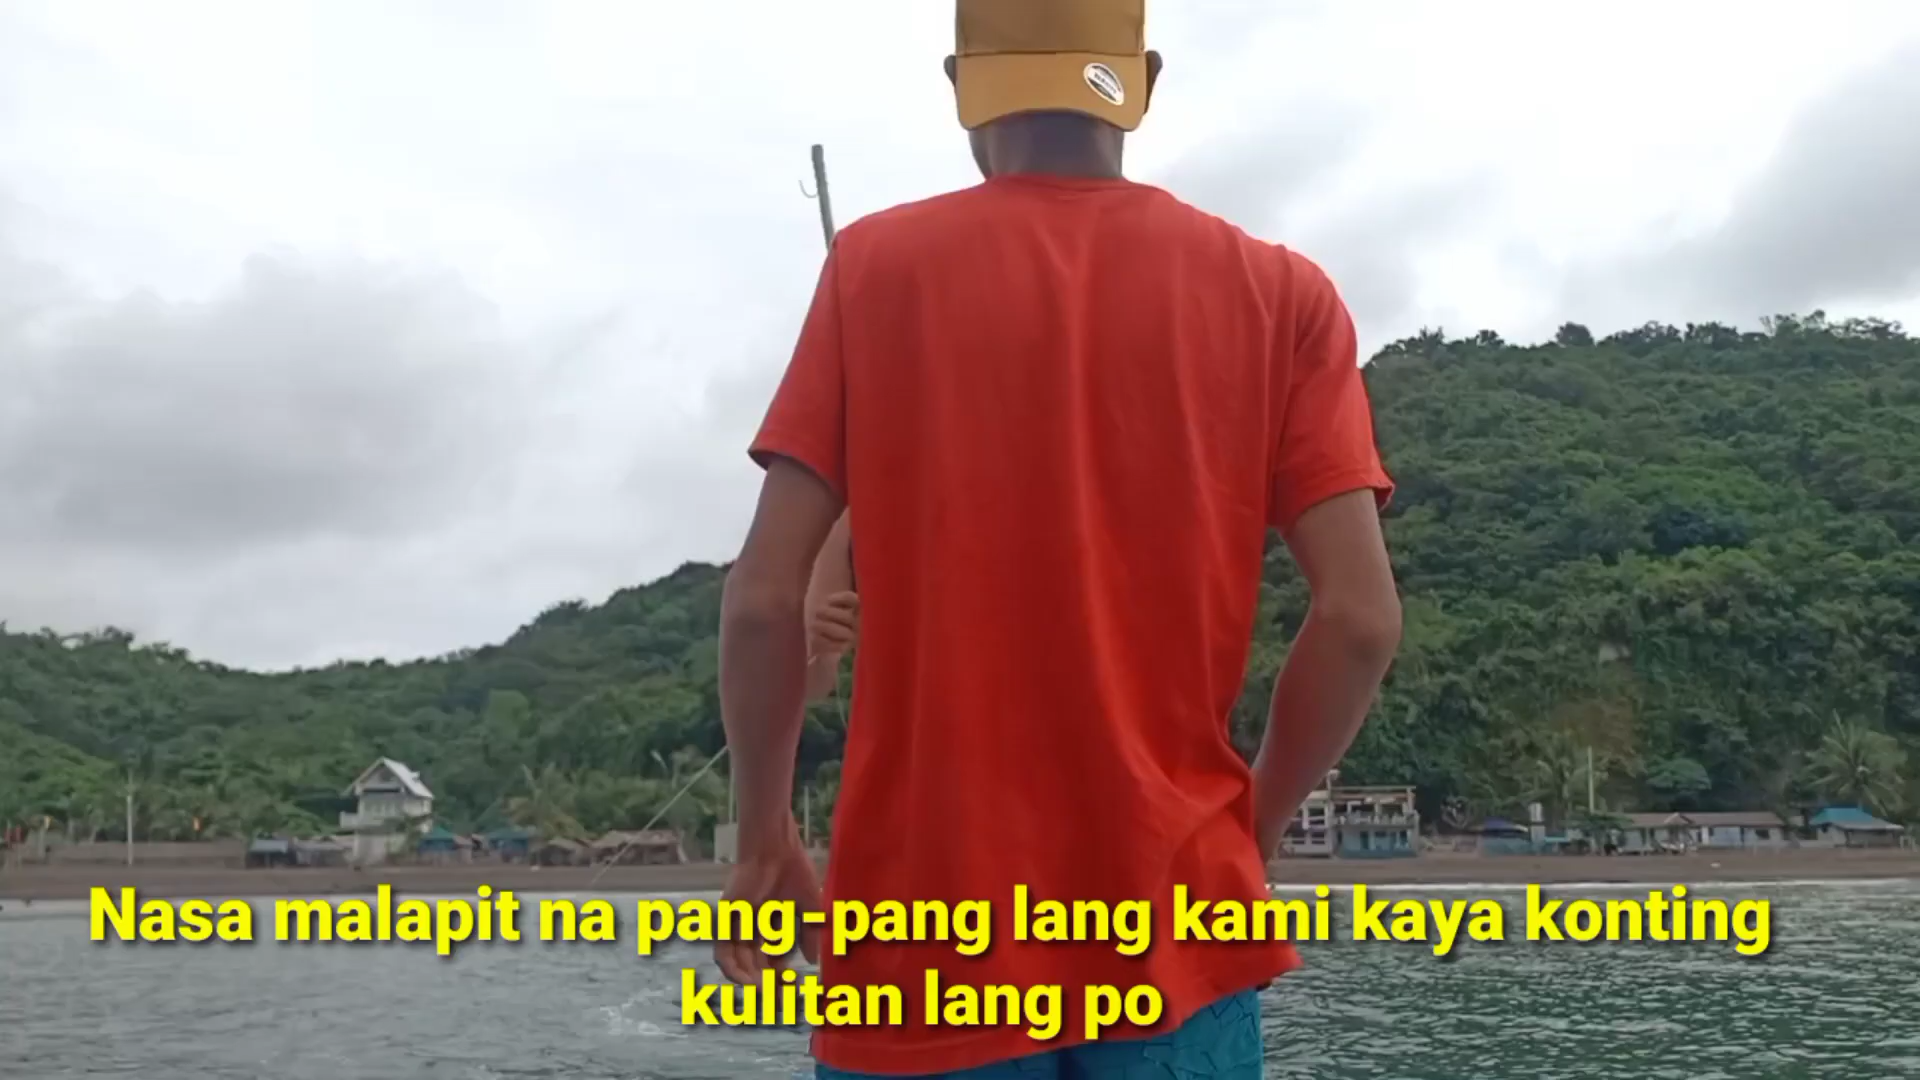 Nasa malapit na pang-pang lang kami kaya konting
kulitan lang po